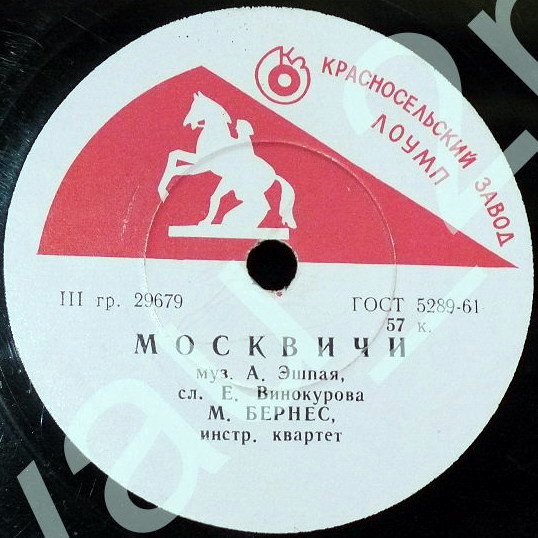 КЗ
КРАСНОСЕЛЬСКИЙ ЗАВОД
ЛОУМП
III гр. 29679
ГОСТ 5289-61
57 к.
МОСКВИЧИ
муз. А. Эшпая,
сл. Е. Винокурова
М. БЕРНЕС,
инстр. квартет